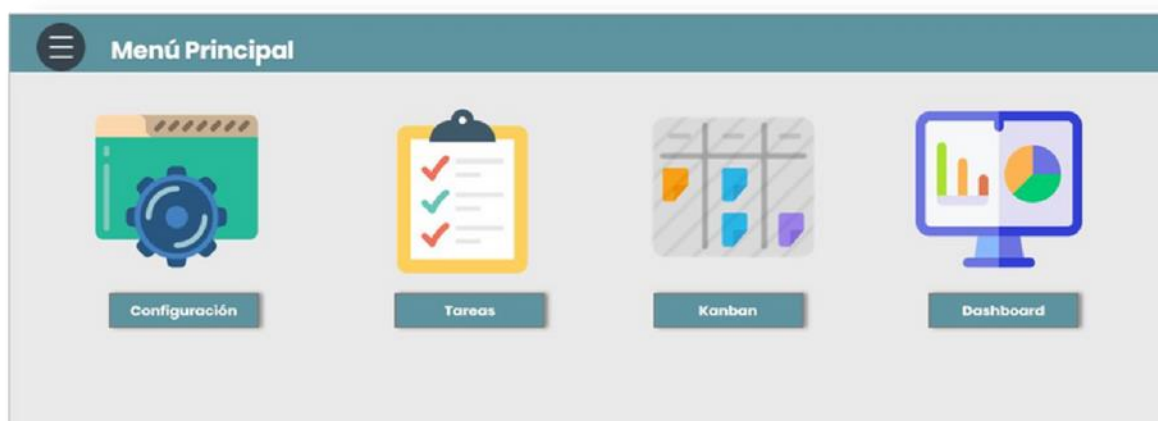 Menú Principal
Configuración
Tareas
Kanban
Dashboard